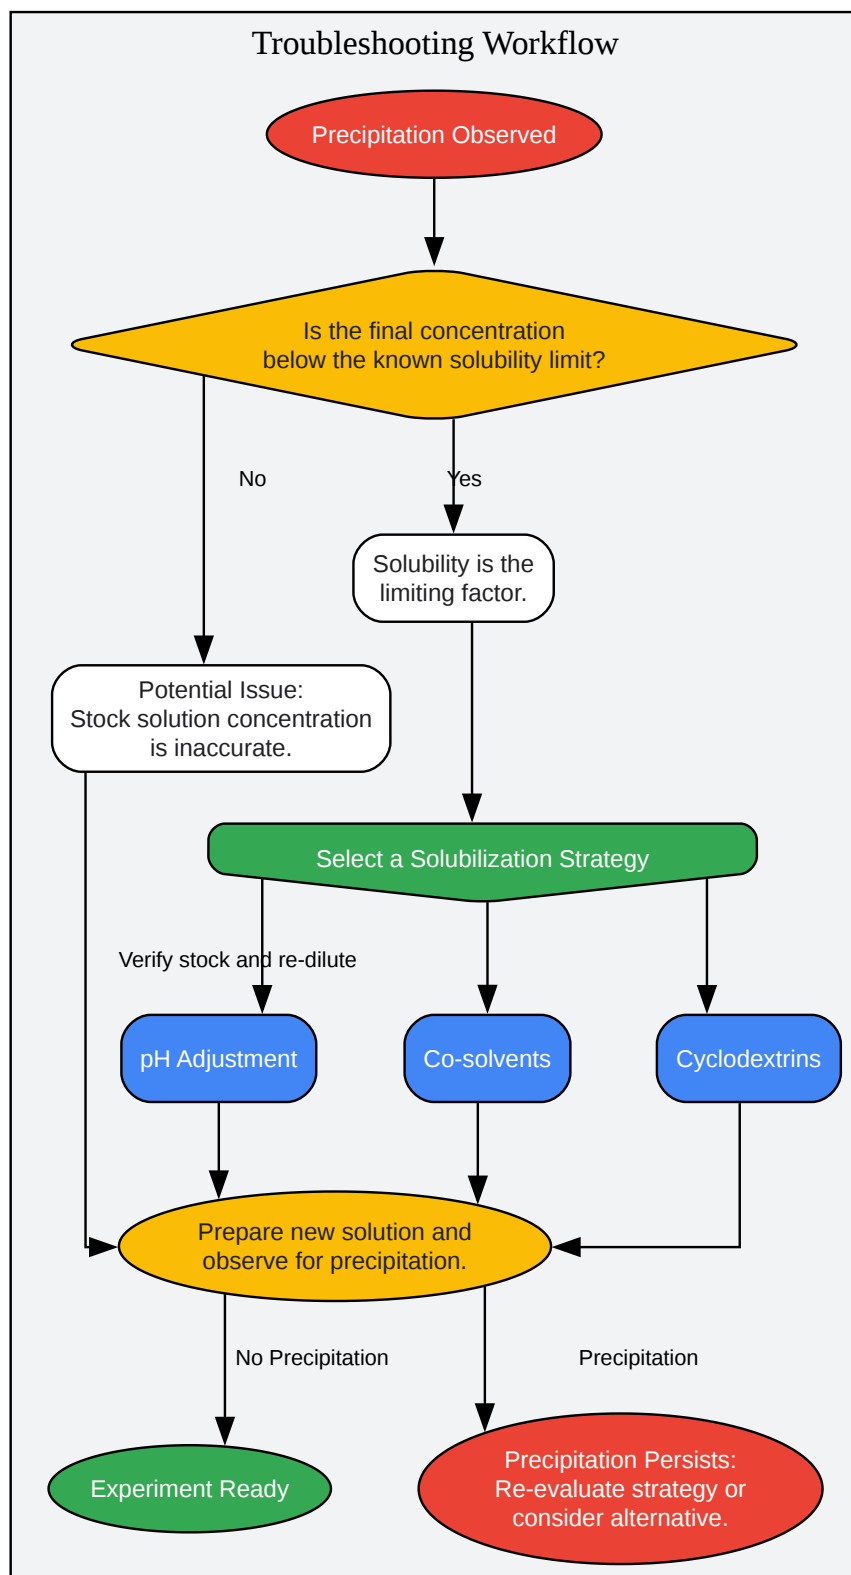 Troubleshooting Workflow
Precipitation Observed
Is the final concentration
below the known solubility limit?
No
Yes
Solubility is the
limiting factor.
Potential Issue:
Stock solution concentration
is inaccurate.
Select a Solubilization Strategy
Verify stock and re-dilute
pH Adjustment
Co-solvents
Cyclodextrins
Prepare new solution and
observe for precipitation.
No Precipitation
Precipitation
Precipitation Persists:
Re-evaluate strategy or
consider alternative.
Experiment Ready